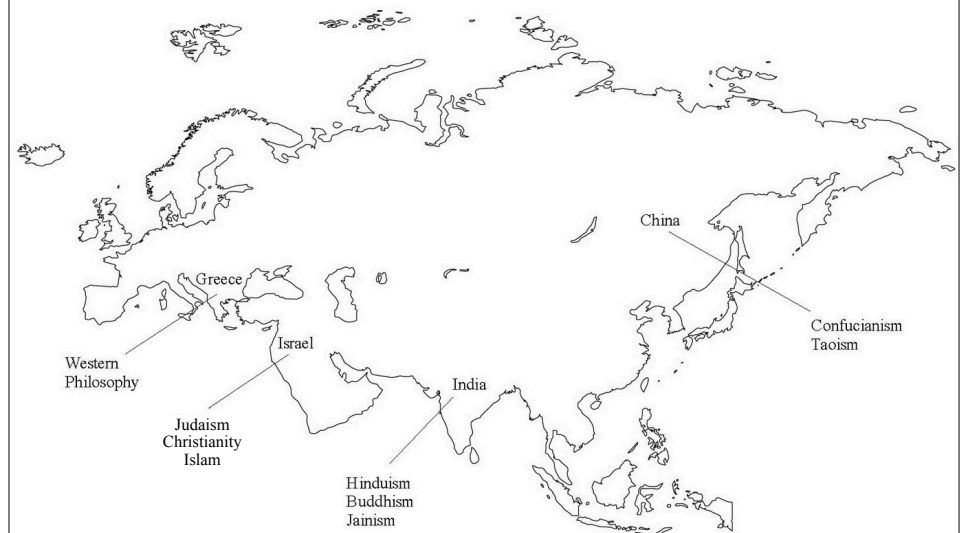 China
Greece
Confucianism
Taoism
Israel
Western
Philosophy
India
Judaism
Christianity
Islam
Hinduism
Buddhism
Jainism